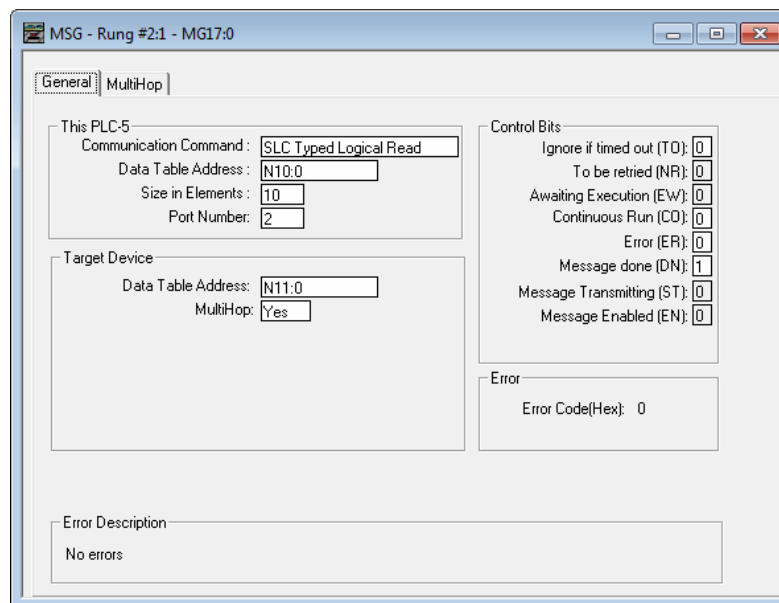 MSG - Rung #2:1 - MG17:0
General MultiHop
This PLC-5
Communication Command : SLC Typed Logical Read
Data Table Address : N10:0
Size in Elements : 10
Port Number: 2
Target Device
Data Table Address: N11:0
MultiHop: Yes
Control Bits
Ignore if timed out (TO): 0
To be retried (NR): 0
Awaiting Execution (EW): 0
Continuous Run (CO): 0
Error (ER): 0
Message done (DN): 1
Message Transmitting (ST): 0
Message Enabled (EN): 0
Error
Error Code(Hex): 0
Error Description
No errors